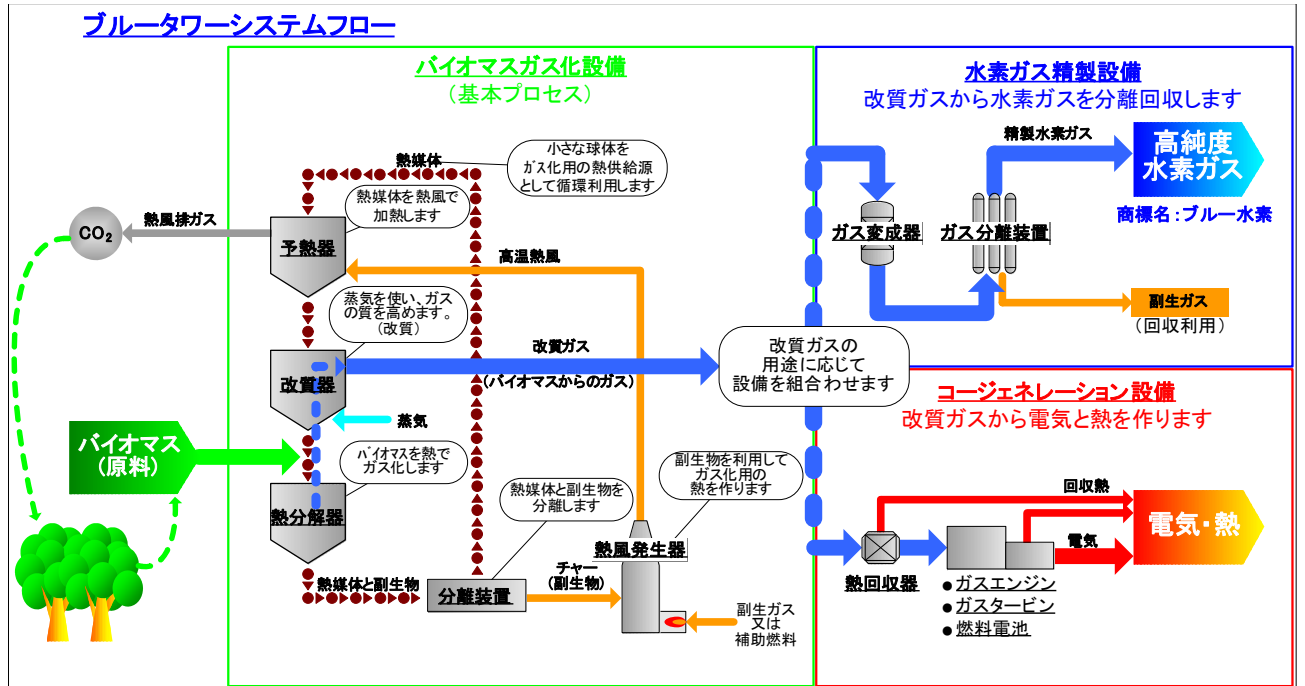 ブルータワーシステムフロー
バイオマスガス化設備
(基本プロセス)
熱媒体
小さな球体を
ガス化用の熱供給源
として循環利用します
熱媒体を熱風で
加熱します
熱風排ガス
CO₂
予熱器
高温熱風
蒸気を使い、ガス
の質を高めます。
(改質)
改質器
改質ガス
(バイオマスからのガス)
蒸気
バイオマス
(原料)
バイオマスを熱で
ガス化します
熱分解器
熱媒体と副生物を
分離します
副生物を利用して
ガス化用の
熱を作ります
熱風発生器
熱媒体と副生物
分離装置
チャー
(副生物)
副生ガス
又は
補助燃料
改質ガスの
用途に応じて
設備を組合わせます
水素ガス精製設備
改質ガスから水素ガスを分離回収します
精製水素ガス
高純度
水素ガス
商標名:ブルー水素
ガス変成器
ガス分離装置
副生ガス
(回収利用)
コージェネレーション設備
改質ガスから電気と熱を作ります
回収熱
電気・熱
電気
熱回収器
●ガスエンジン
●ガスタービン
●燃料電池